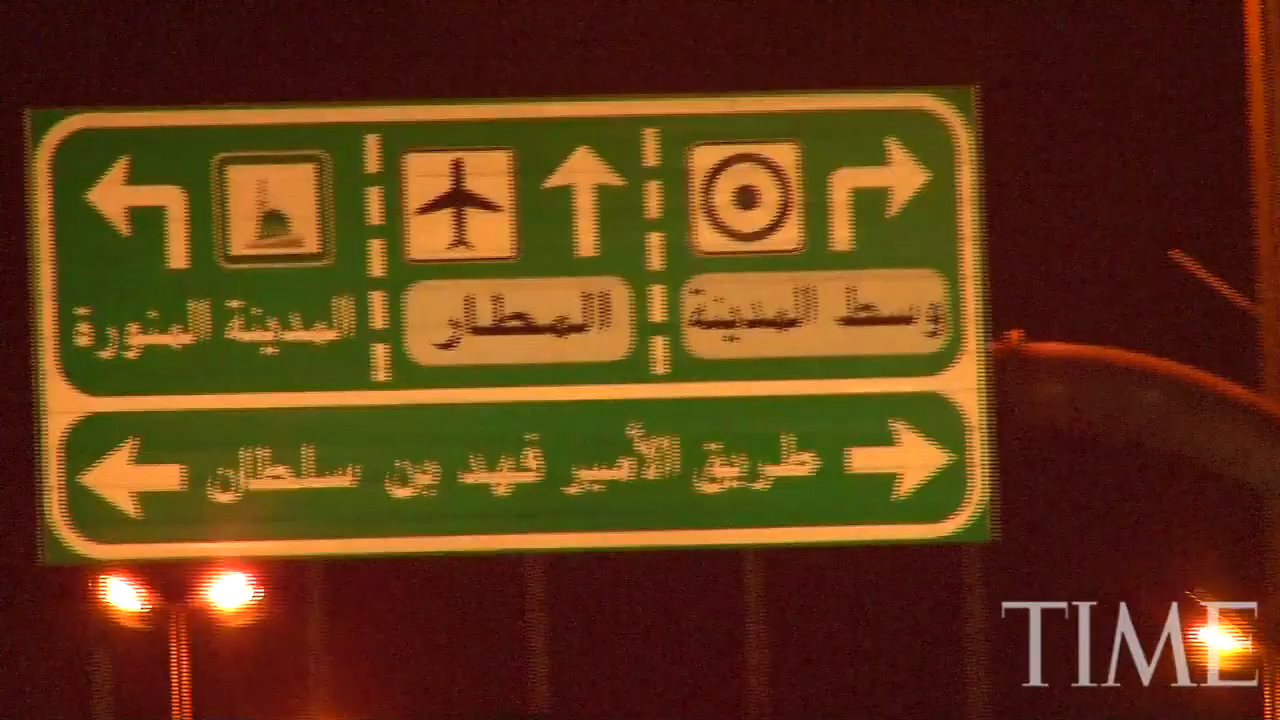 وسط المدينة
المطار
المدينة المنورة
طريق الأمير فهد بن سلطان
TIME